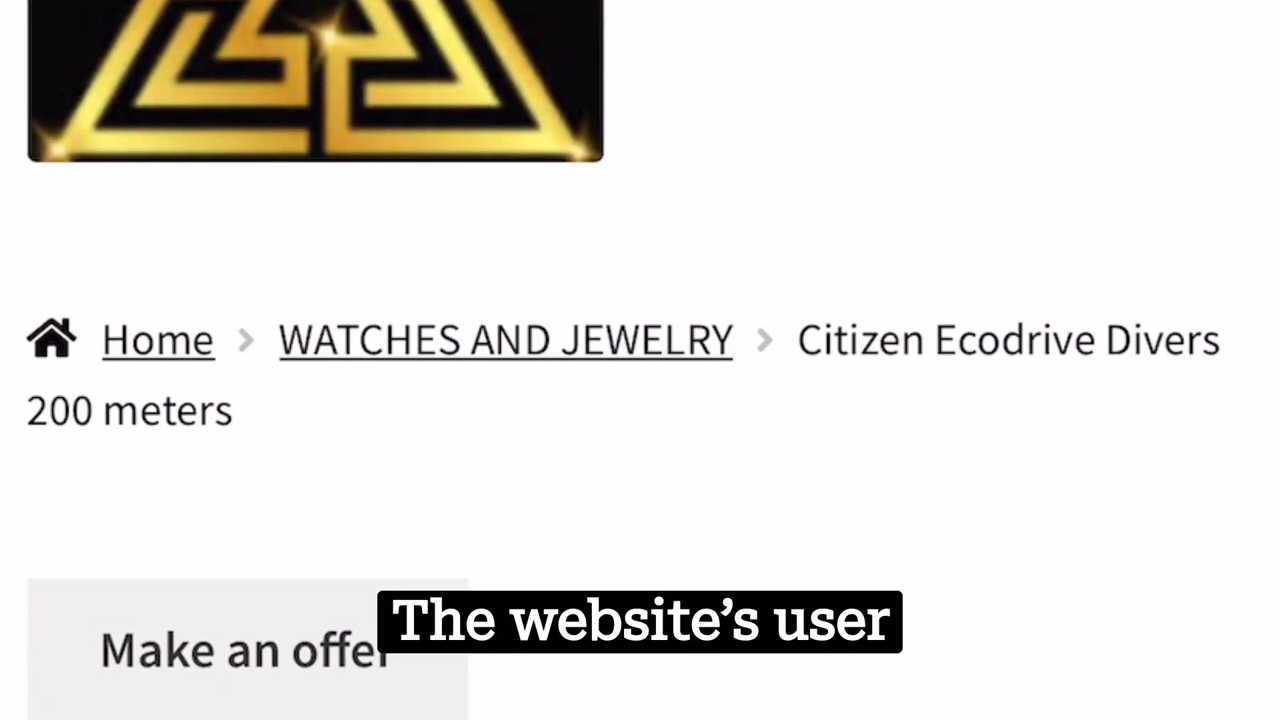 Home > WATCHES AND JEWELRY > Citizen Ecodrive Divers
200 meters
Make an offer
The website’s user